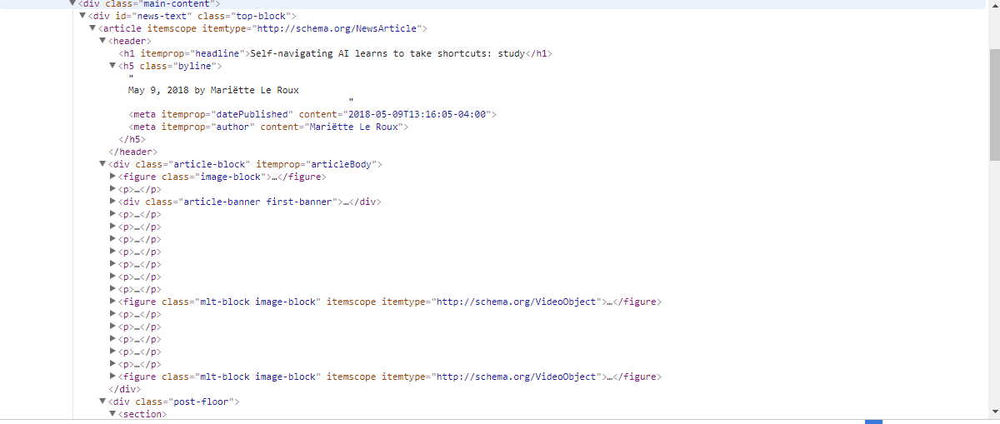 ▼<div class="main-content">
▼<div id="news-text" class="top-block">
▼<article itemscope itemtype="http://schema.org/NewsArticle">
▼<header>
<h1 itemprop="headline">Self-navigating AI learns to take shortcuts: study</h1>
▼<h5 class="byline">
"
May 9, 2018 by Mariëtte Le Roux
"
<meta itemprop="datePublished" content="2018-05-09T13:16:05-04:00">
<meta itemprop="author" content="Mariëtte Le Roux">
</h5>
</header>
▼<div class="article-block" itemprop="articleBody">
▶<figure class="image-block">…</figure>
▶<p>…</p>
▶<div class="article-banner first-banner">…</div>
▶<p>…</p>
▶<p>…</p>
▶<p>…</p>
▶<p>…</p>
▶<p>…</p>
▶<p>…</p>
▶<p>…</p>
▶<figure class="mlt-block image-block" itemscope itemtype="http://schema.org/VideoObject">…</figure>
▶<p>…</p>
▶<p>…</p>
▶<p>…</p>
▶<p>…</p>
▶<p>…</p>
▶<figure class="mlt-block image-block" itemscope itemtype="http://schema.org/VideoObject">…</figure>
</div>
▼<div class="post-floor">
▼<section>